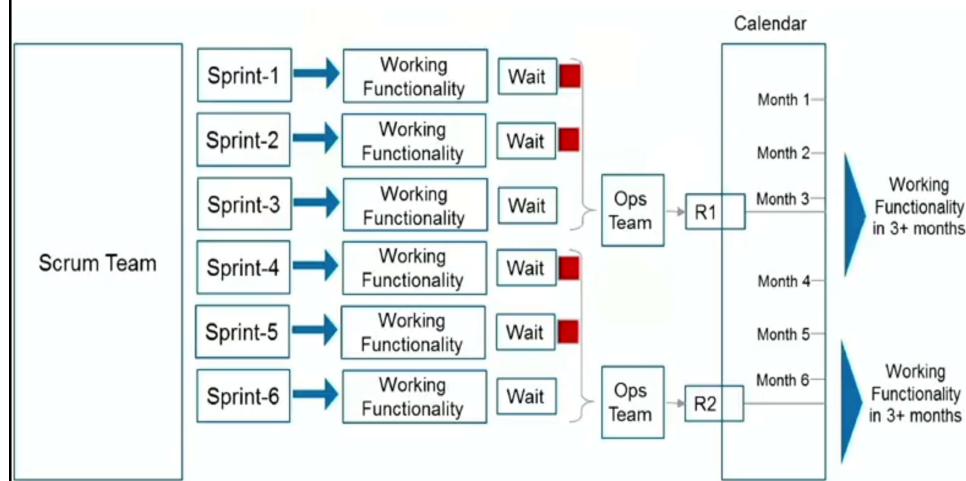 Calendar
Scrum Team
Sprint-1
Working
Functionality
Wait
Sprint-2
Working
Functionality
Wait
Sprint-3
Working
Functionality
Wait
Sprint-4
Working
Functionality
Wait
Sprint-5
Working
Functionality
Wait
Sprint-6
Working
Functionality
Wait
Ops
Team
R1
Ops
Team
R2
Month 1
Month 2
Month 3
Month 4
Month 5
Month 6
Working
Functionality
in 3+ months
Working
Functionality
in 3+ months